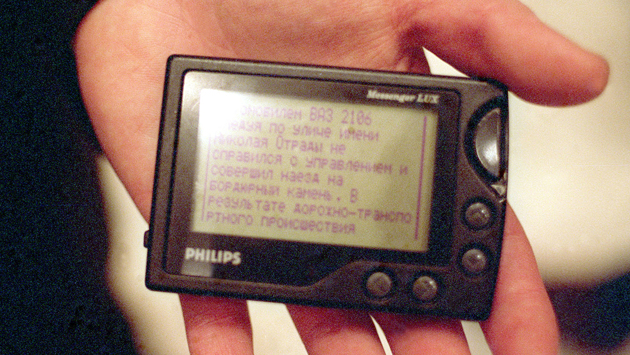 Messenger LUX
ВАЗ 2106
по улице имени
Николая Отрады не
справился с управлением и
совершил наезд на
бордюрный камень. В
результате дорожно-транспо
ртного происшествия
PHILIPS